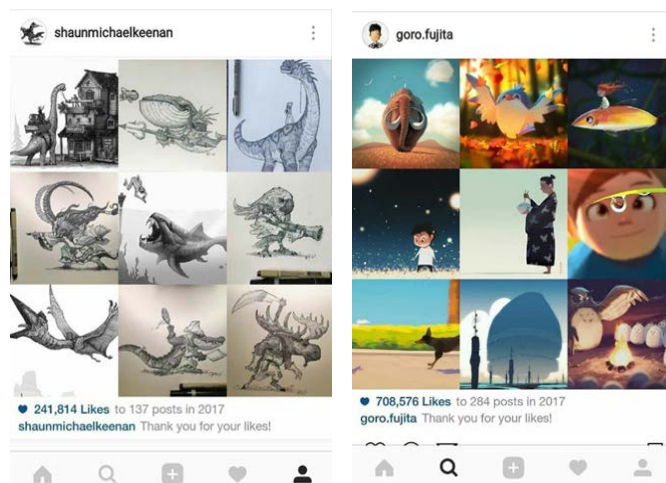 shaunmichaelkeenan
241,814 Likes to 137 posts in 2017
shaunmichaelkeenan Thank you for your likes!
goro.fujita
708,576 Likes to 284 posts in 2017
goro.fujita Thank you for your likes!